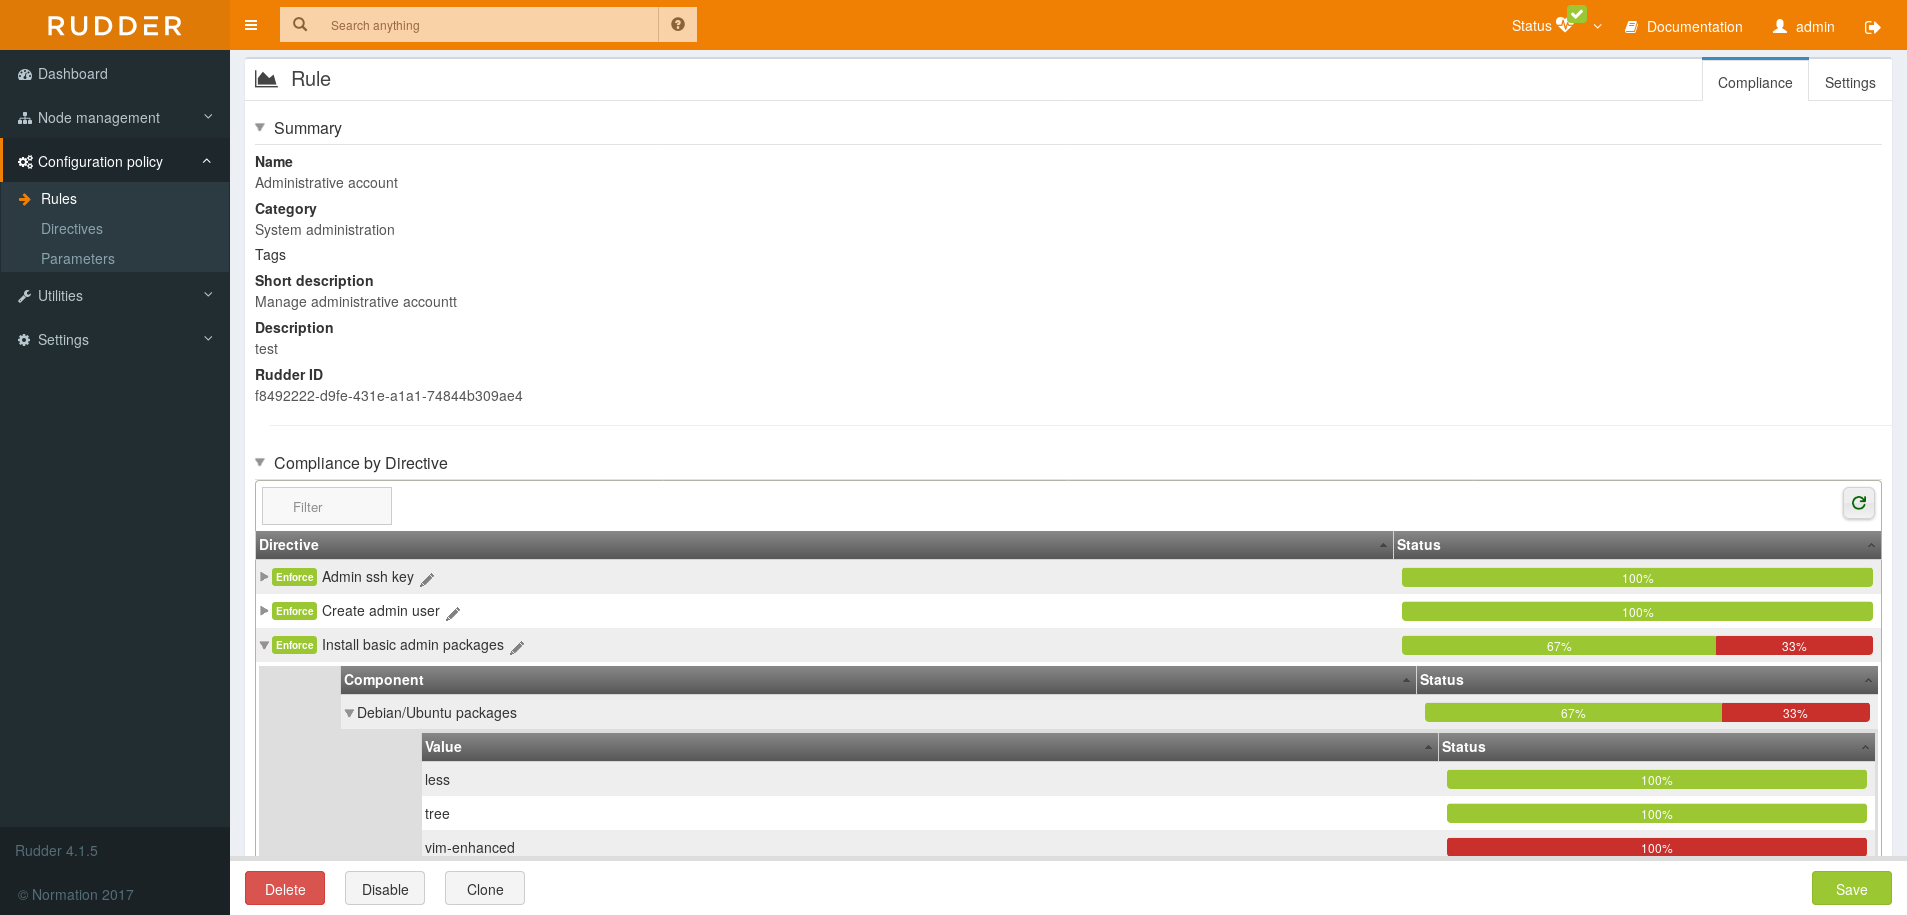 RUDDER
Search anything
Status
Documentation
admin
Dashboard
Node management
Configuration policy
Rules
Directives
Parameters
Utilities
Settings
Rudder 4.1.5
© Normation 2017
Rule
Compliance
Settings
Summary
Name
Administrative account
Category
System administration
Tags
Short description
Manage administrative accountt
Description
test
Rudder ID
f8492222-d9fe-431e-a1a1-74844b309ae4
Compliance by Directive
Filter
Directive Status
Enforce Admin ssh key 100%
Enforce Create admin user 100%
Enforce Install basic admin packages 67% 33%
Component Status
Debian/Ubuntu packages 67% 33%
Value Status
less 100%
tree 100%
vim-enhanced 100%
Delete Disable Clone Save